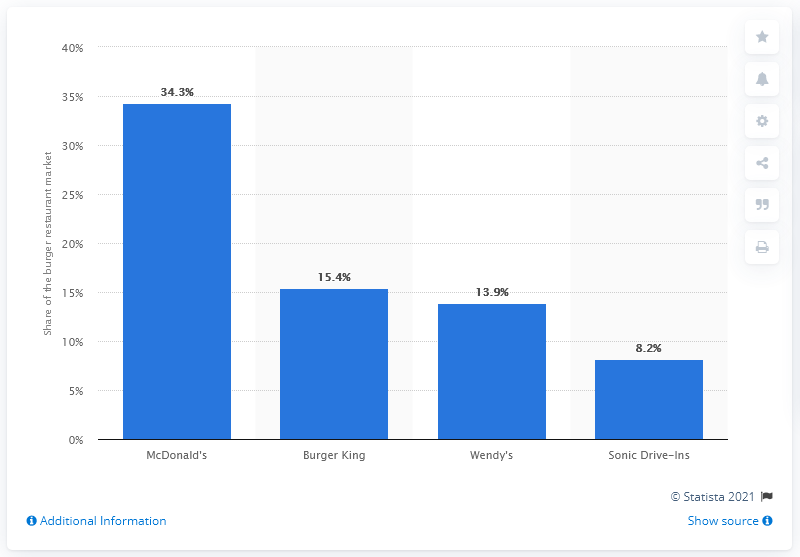 40%
35%
30%
25%
20%
15%
10%
5%
0%
Share of the burger restaurant market
34.3%
15.4%
13.9%
8.2%
McDonald's
Burger King
Wendy's
Sonic Drive-Ins
© Statista 2021
Additional Information
Show source